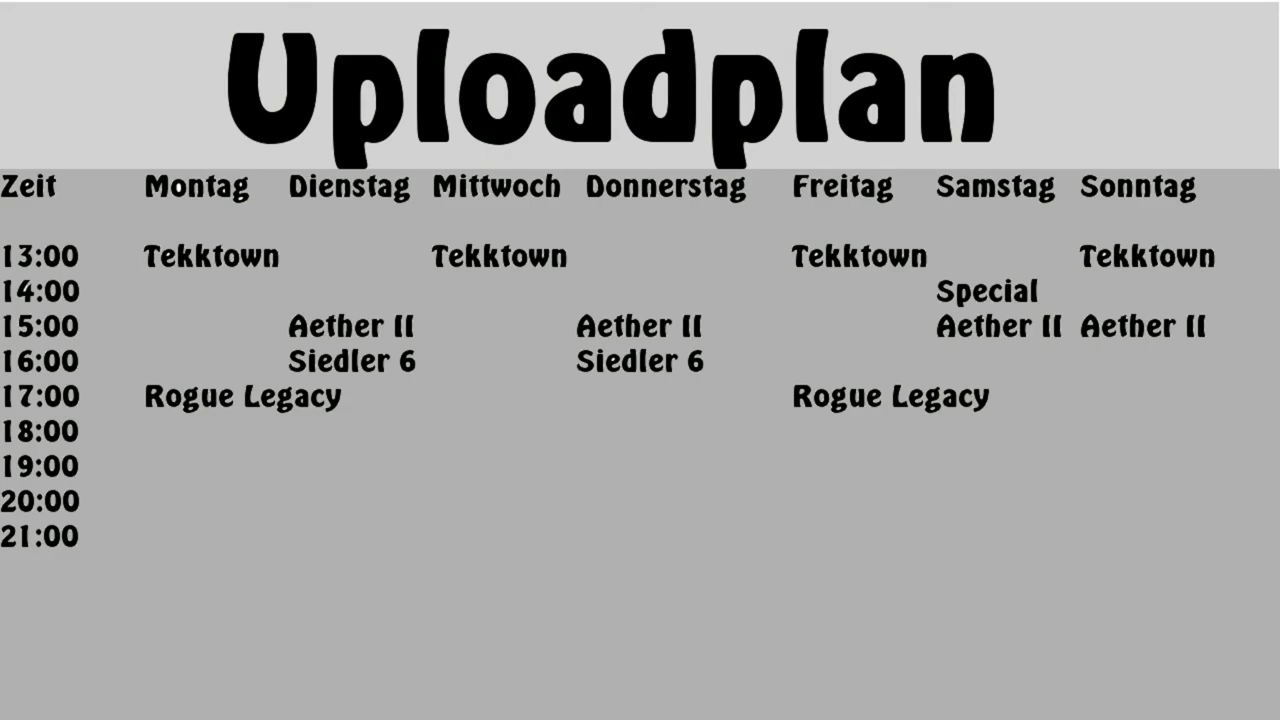 Uploadplan
Zeit Montag Dienstag Mittwoch Donnerstag Freitag Samstag Sonntag
13:00 Tekktown Tekktown Tekktown Tekktown
14:00 Special
15:00 Aether II Aether II Aether II Aether II
16:00 Siedler 6 Siedler 6
17:00 Rogue Legacy Rogue Legacy
18:00
19:00
20:00
21:00